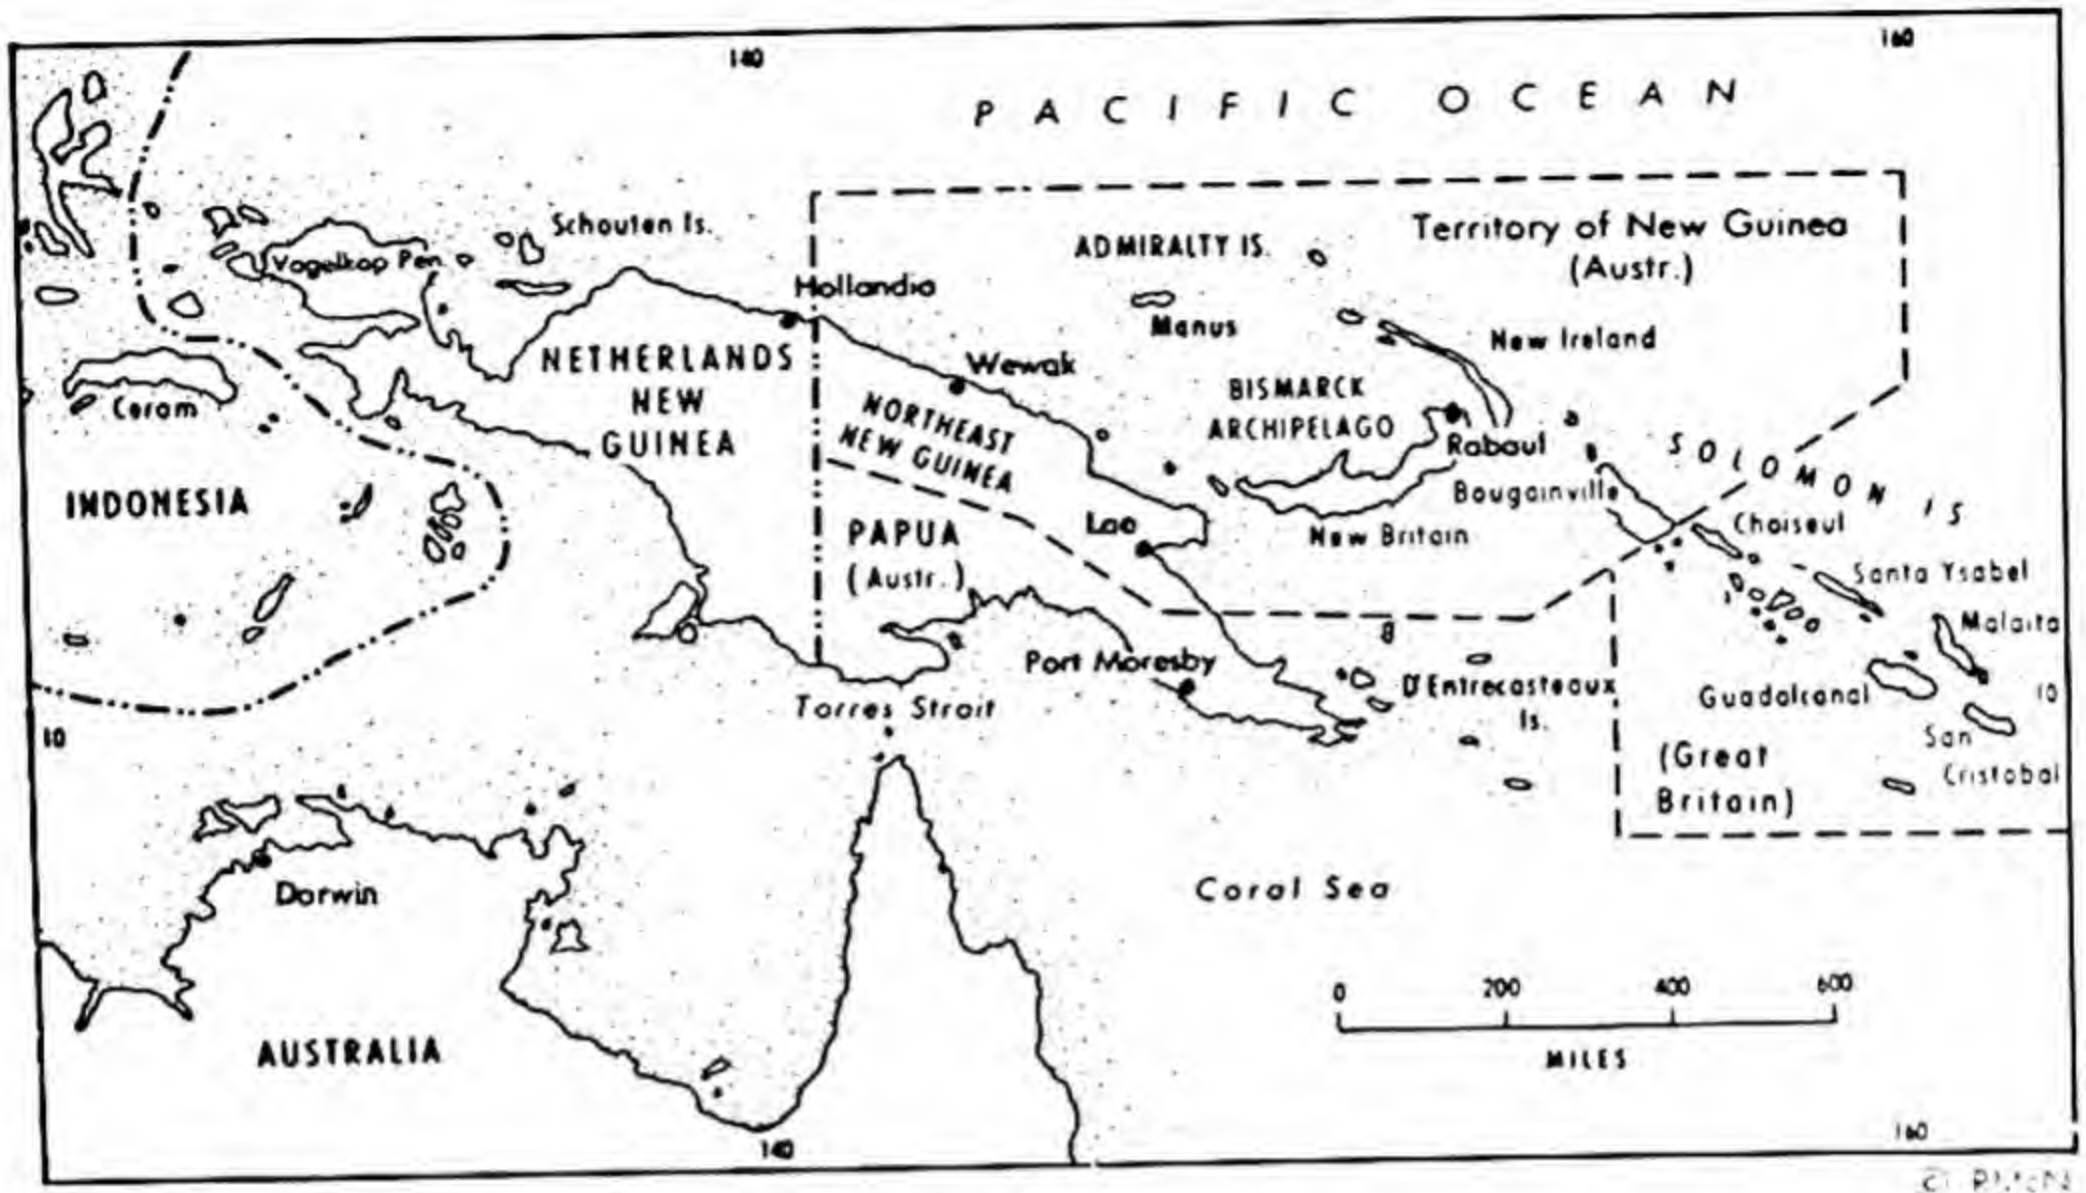 140
160
PACIFIC OCEAN
Schouten Is.
ADMIRALTY IS.
Territory of New Guinea
(Austr.)
Vogelkop Pen.
Hollandia
Manus
New Ireland
NETHERLANDS
NEW
GUINEA
Wewak
BISMARCK
ARCHIPELAGO
Ceram
NORTHEAST
NEW GUINEA
Rabaul
SOLOMON IS
INDONESIA
Bougainville
Choiseul
PAPUA
(Austr.)
Lae
New Britain
Santa Ysabel
Malaita
Port Moresby
D'Entrecasteaux
Is.
Guadalcanal
10
Torres Strait
10
San
Cristobal
(Great
Britain)
Darwin
Coral Sea
0 200 400 600
MILES
AUSTRALIA
140
160